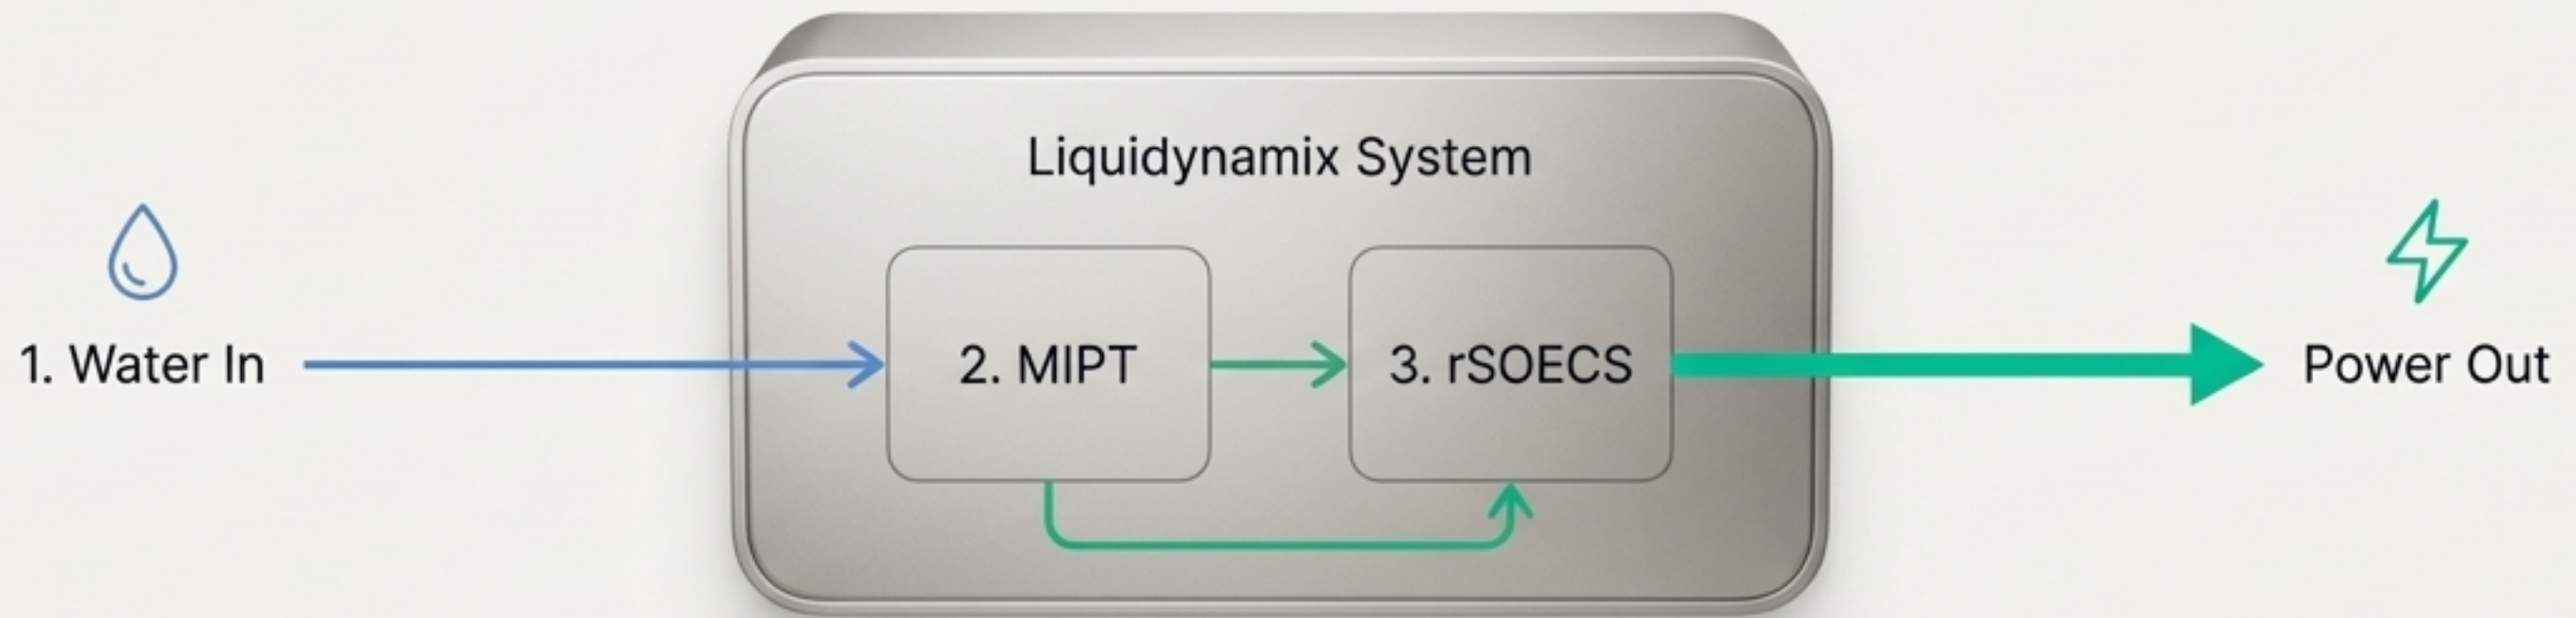 Liquidynamix System
1. Water In
2. MIPT
3. rSOECS
Power Out